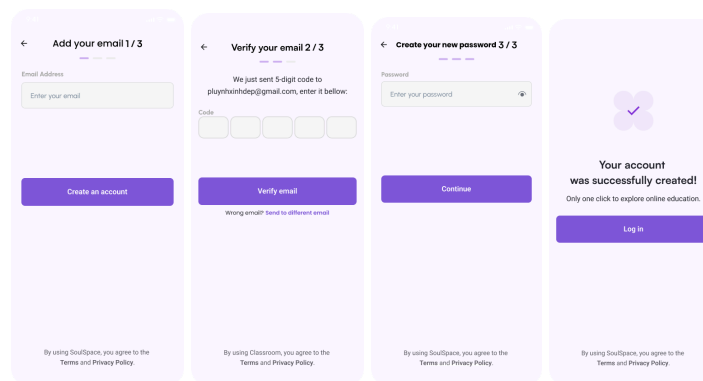 Add your email 1 / 3
Email Address
Enter your email
Create an account
By using SoulSpace, you agree to the
Terms and Privacy Policy.
Verify your email 2 / 3
We just sent 5-digit code to
pluynhxinhdep@gmail.com, enter it bellow:
Code
Verify email
Wrong email? Send to different email
By using Classroom, you agree to the
Terms and Privacy Policy.
Create your new password 3 / 3
Password
Enter your password
Continue
By using SoulSpace, you agree to the
Terms and Privacy Policy.
Your account
was successfully created!
Only one click to explore online education.
Log in
By using SoulSpace, you agree to the
Terms and Privacy Policy.